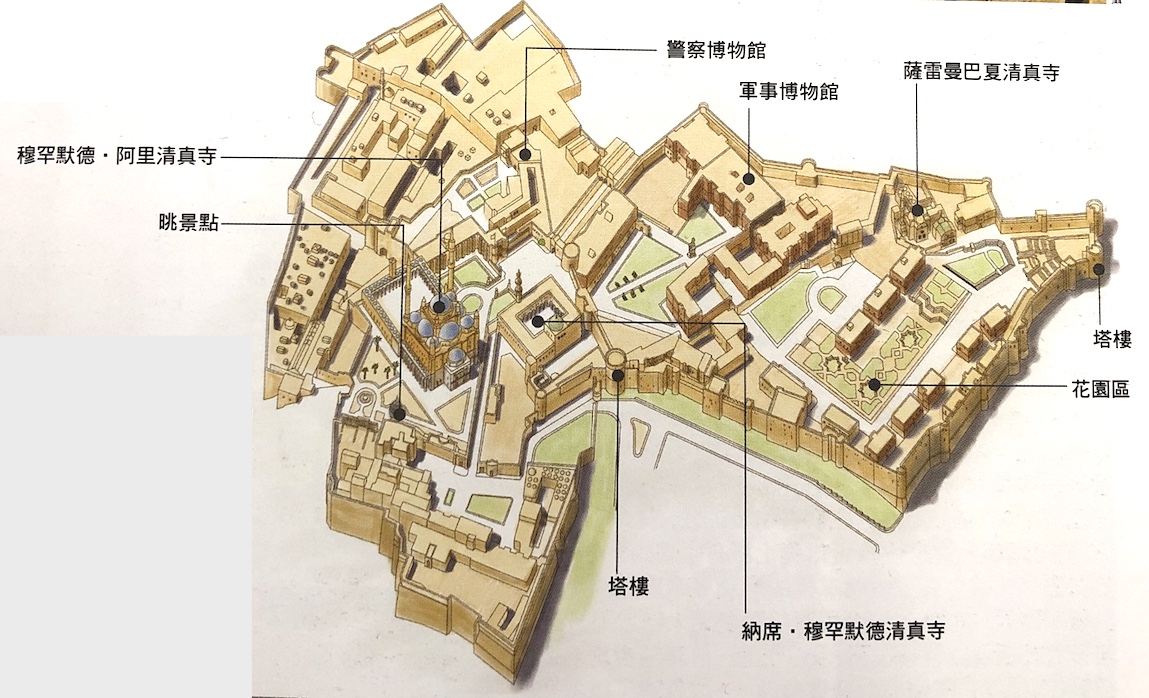 警察博物館
薩雷曼巴夏清真寺
軍事博物館
穆罕默德·阿里清真寺
眺景點
塔樓
花園區
塔樓
納席·穆罕默德清真寺